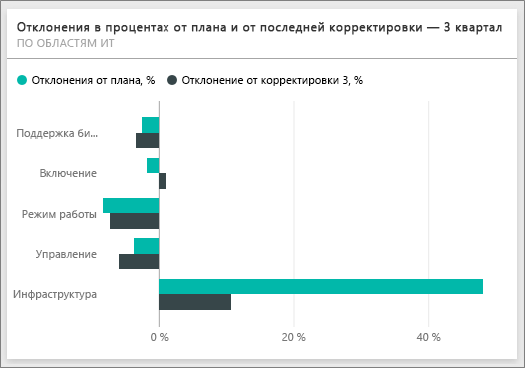 Отклонения в процентах от плана и от последней корректировки — 3 квартал
ПО ОБЛАСТЯМ ИТ
Отклонения от плана, % Отклонение от корректировки 3, %
Поддержка би...
Включение
Режим работы
Управление
Инфраструктура
0 % 20 % 40 %